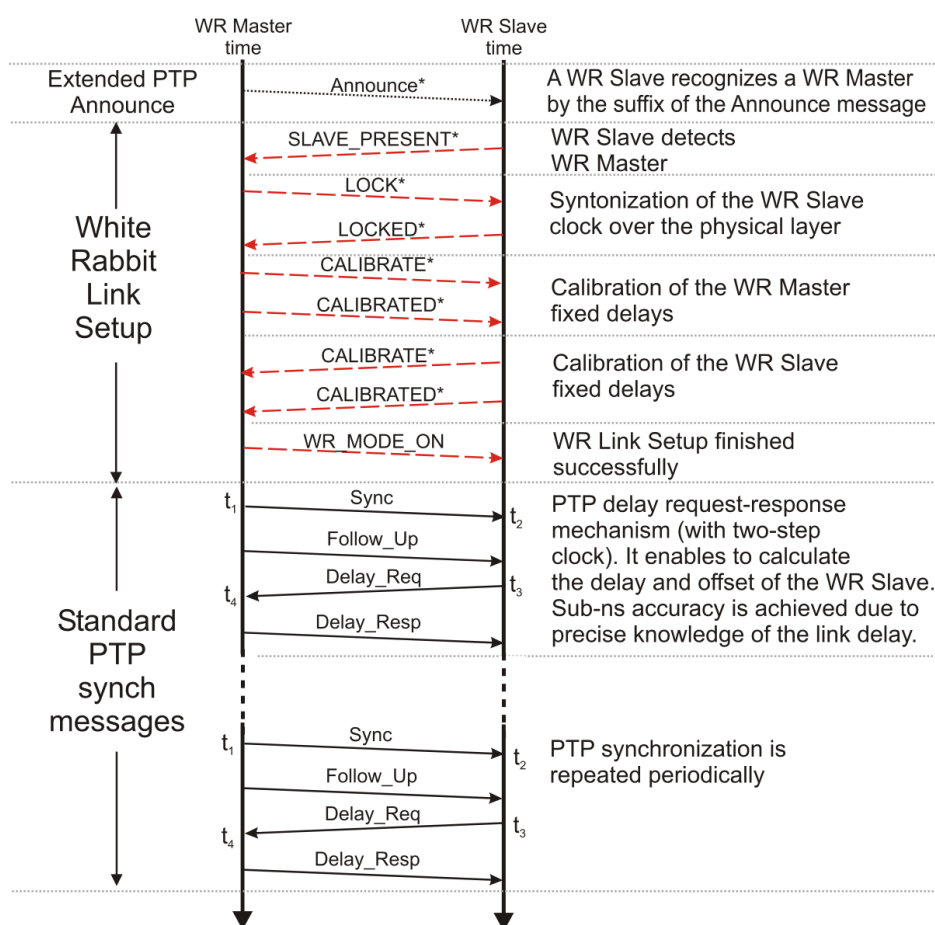 WR Master
time
WR Slave
time
Extended PTP
Announce
Announce*
A WR Slave recognizes a WR Master
by the suffix of the Announce message
White
Rabbit
Link
Setup
SLAVE_PRESENT*
WR Slave detects
WR Master
LOCK*
LOCKED*
Syntonization of the WR Slave
clock over the physical layer
CALIBRATE*
CALIBRATED*
Calibration of the WR Master
fixed delays
CALIBRATE*
CALIBRATED*
Calibration of the WR Slave
fixed delays
WR_MODE_ON
WR Link Setup finished
successfully
Standard
PTP
synch
messages
t1
Sync
t2
Follow_Up
Delay_Req
t3
t4
Delay_Resp
PTP delay request-response
mechanism (with two-step
clock). It enables to calculate
the delay and offset of the WR Slave.
Sub-ns accuracy is achieved due to
precise knowledge of the link delay.
t1
Sync
t2
Follow_Up
Delay_Req
t3
t4
Delay_Resp
PTP synchronization is
repeated periodically